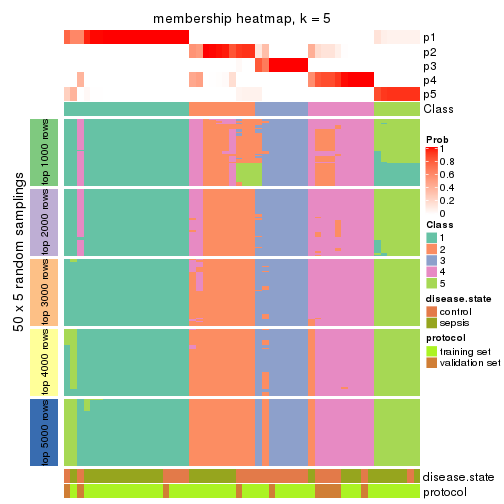 membership heatmap, k = 5
p1
p2
p3
p4
p5
Class
50 x 5 random samplings
top 1000 rows
top 2000 rows
top 3000 rows
top 4000 rows
top 5000 rows
disease.state
protocol
Prob
1
0.8
0.6
0.4
0.2
0
Class
1
2
3
4
5
disease.state
control
sepsis
protocol
training set
validation set